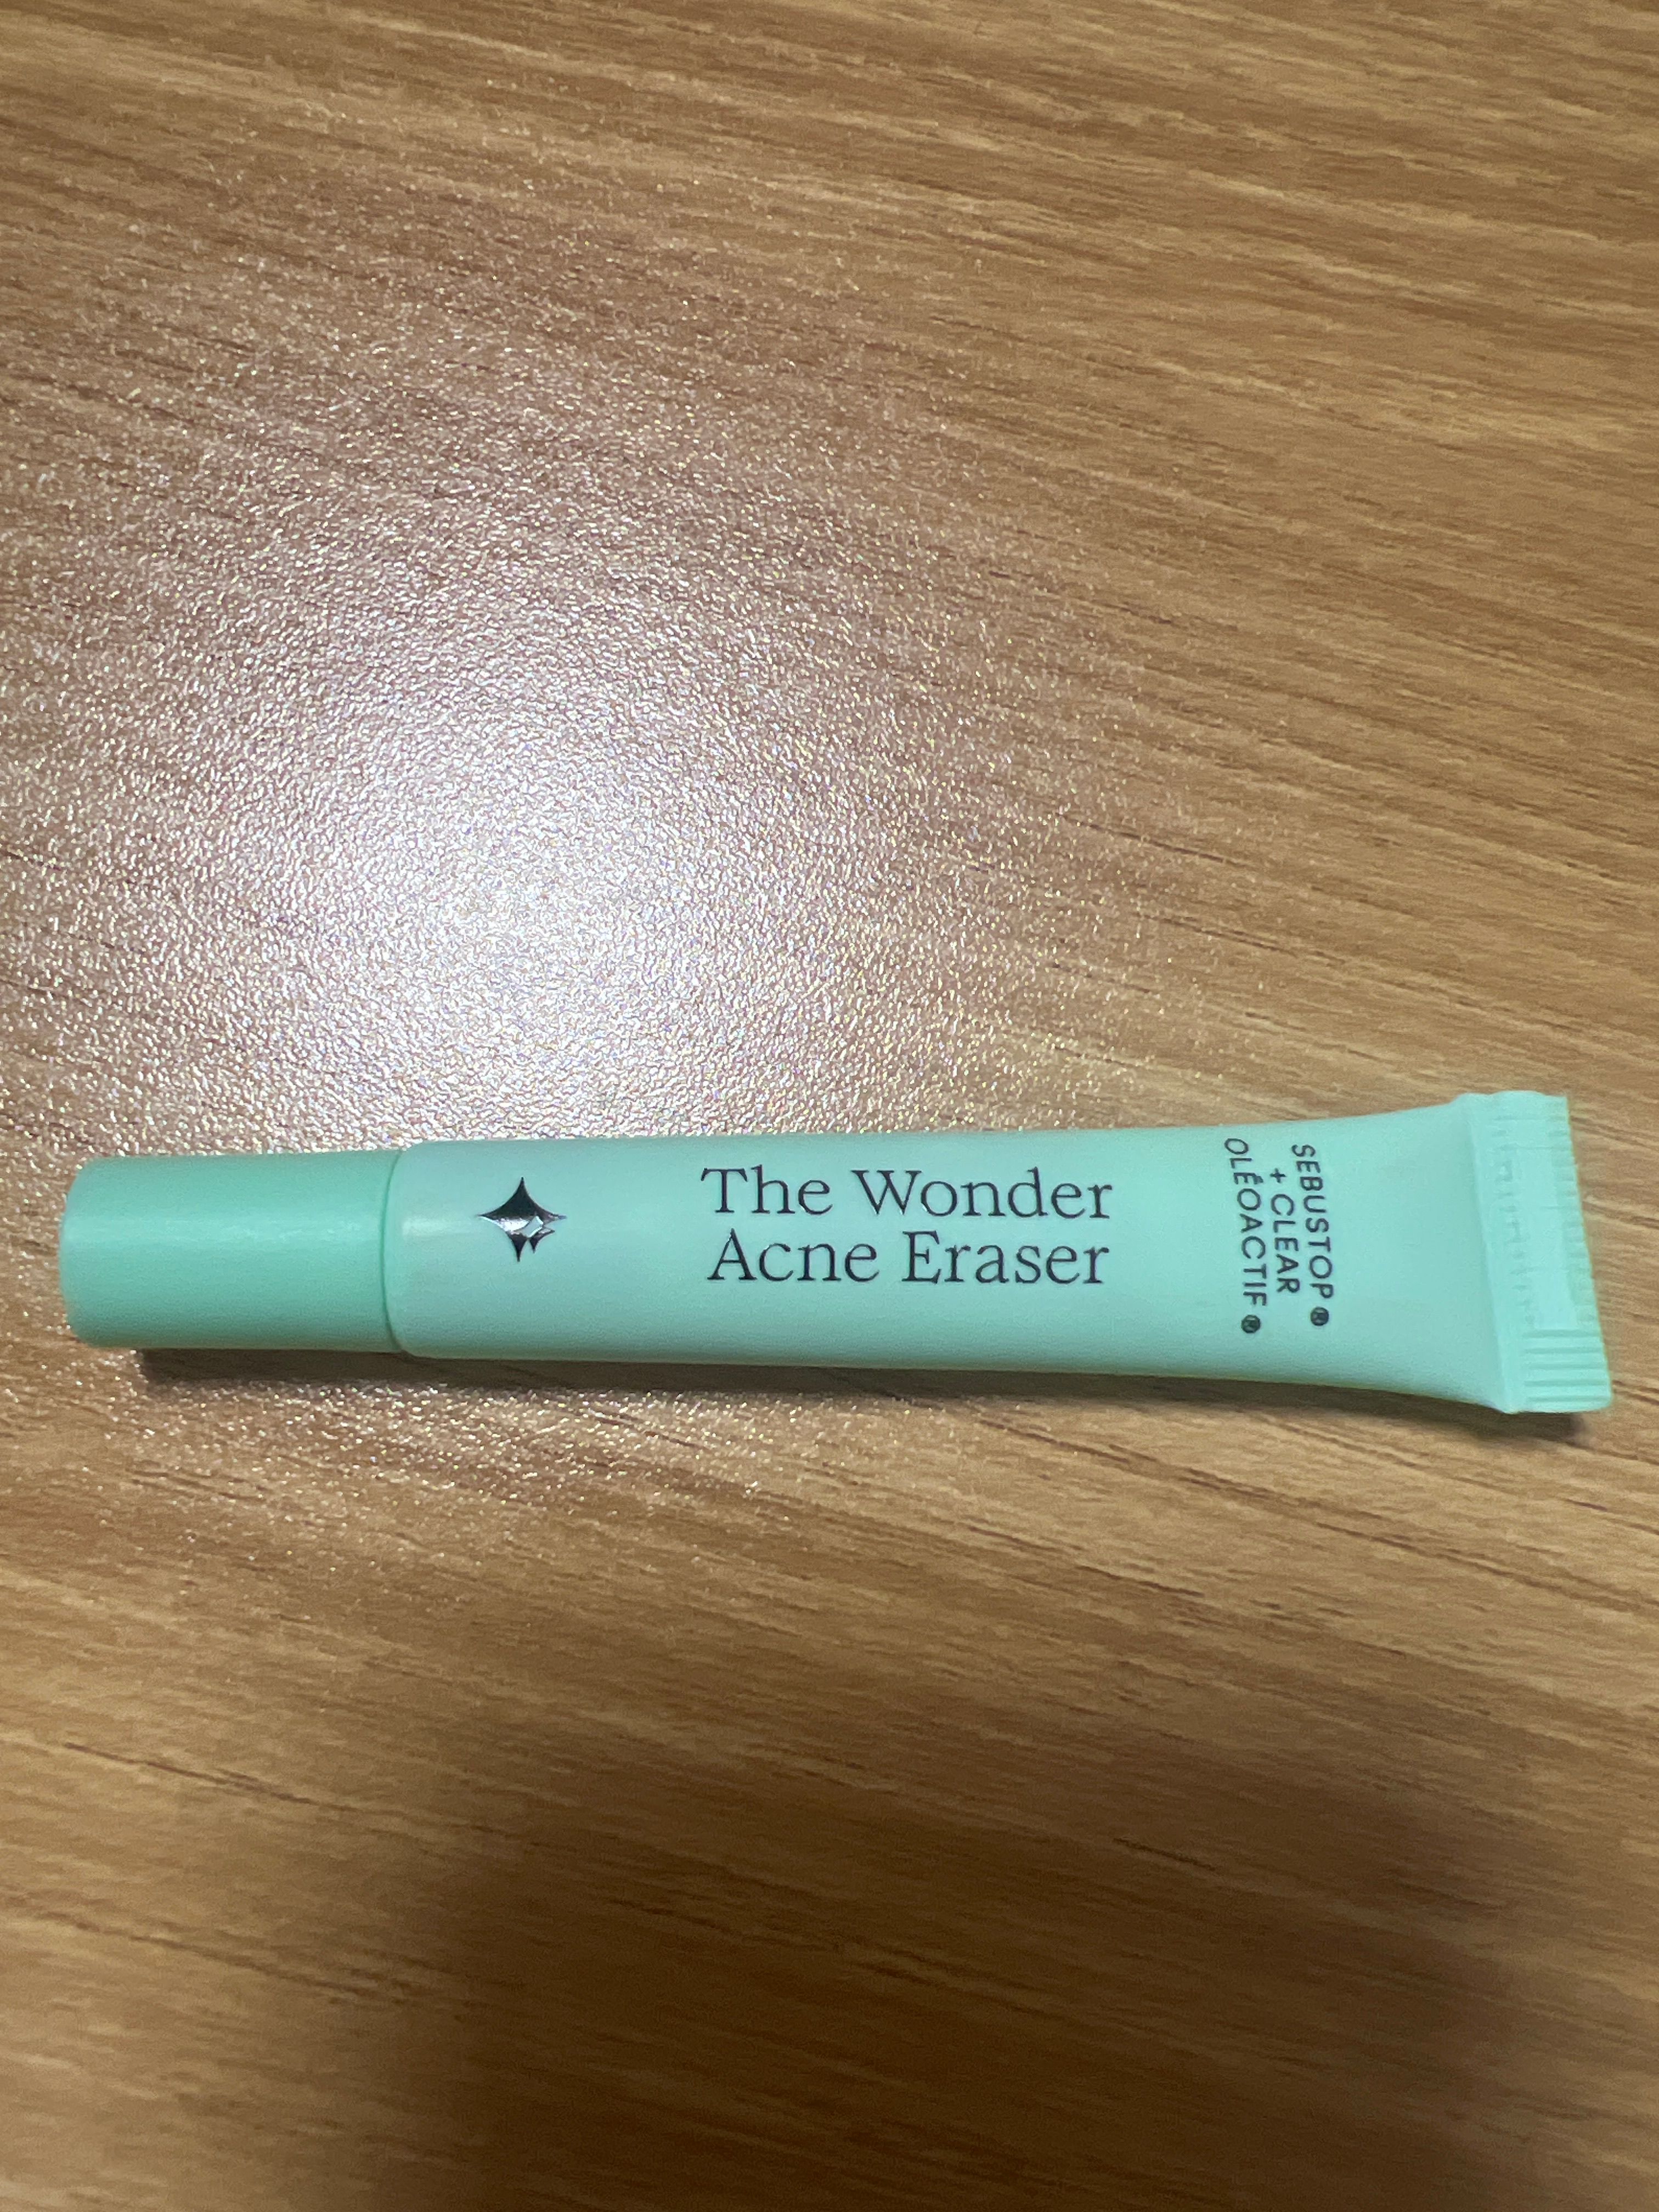 The Wonder
Acne Eraser
SEBUSTOP®
+ CLEAR
OLÉOACTIF®